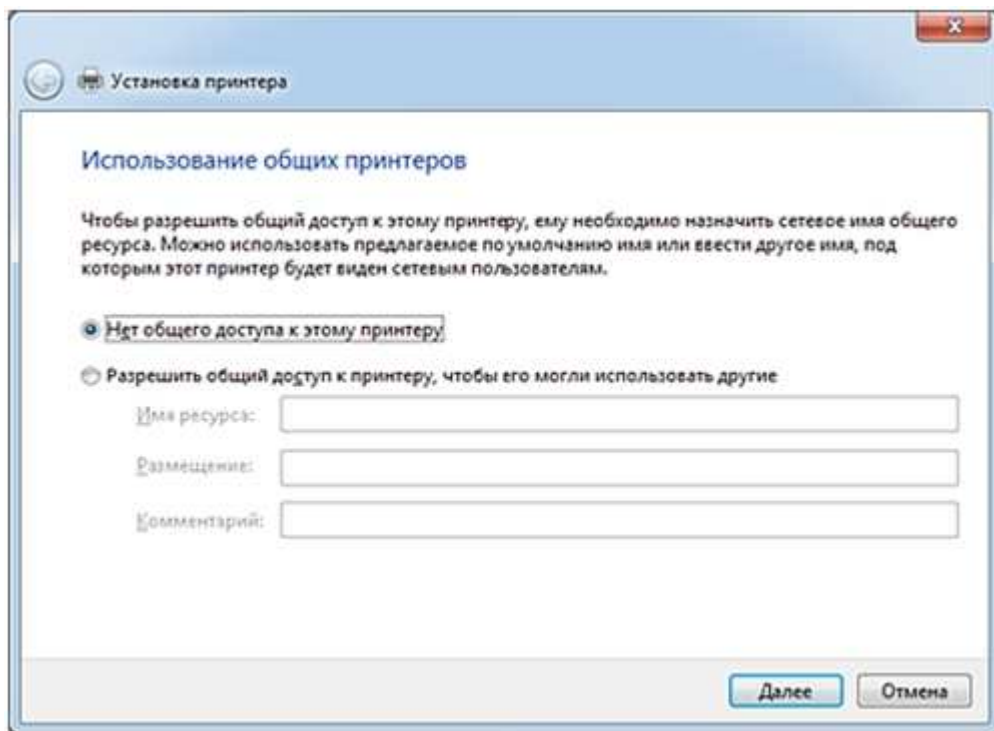 Установка принтера
Использование общих принтеров
Чтобы разрешить общий доступ к этому принтеру, ему необходимо назначить сетевое имя общего
ресурса. Можно использовать предлагаемое по умолчанию имя или ввести другое имя, под
которым этот принтер будет виден сетевым пользователям.
Нет общего доступа к этому принтеру
Разрешить общий доступ к принтеру, чтобы его могли использовать другие
Имя ресурса:
Размещение:
Комментарий:
Далее Отмена